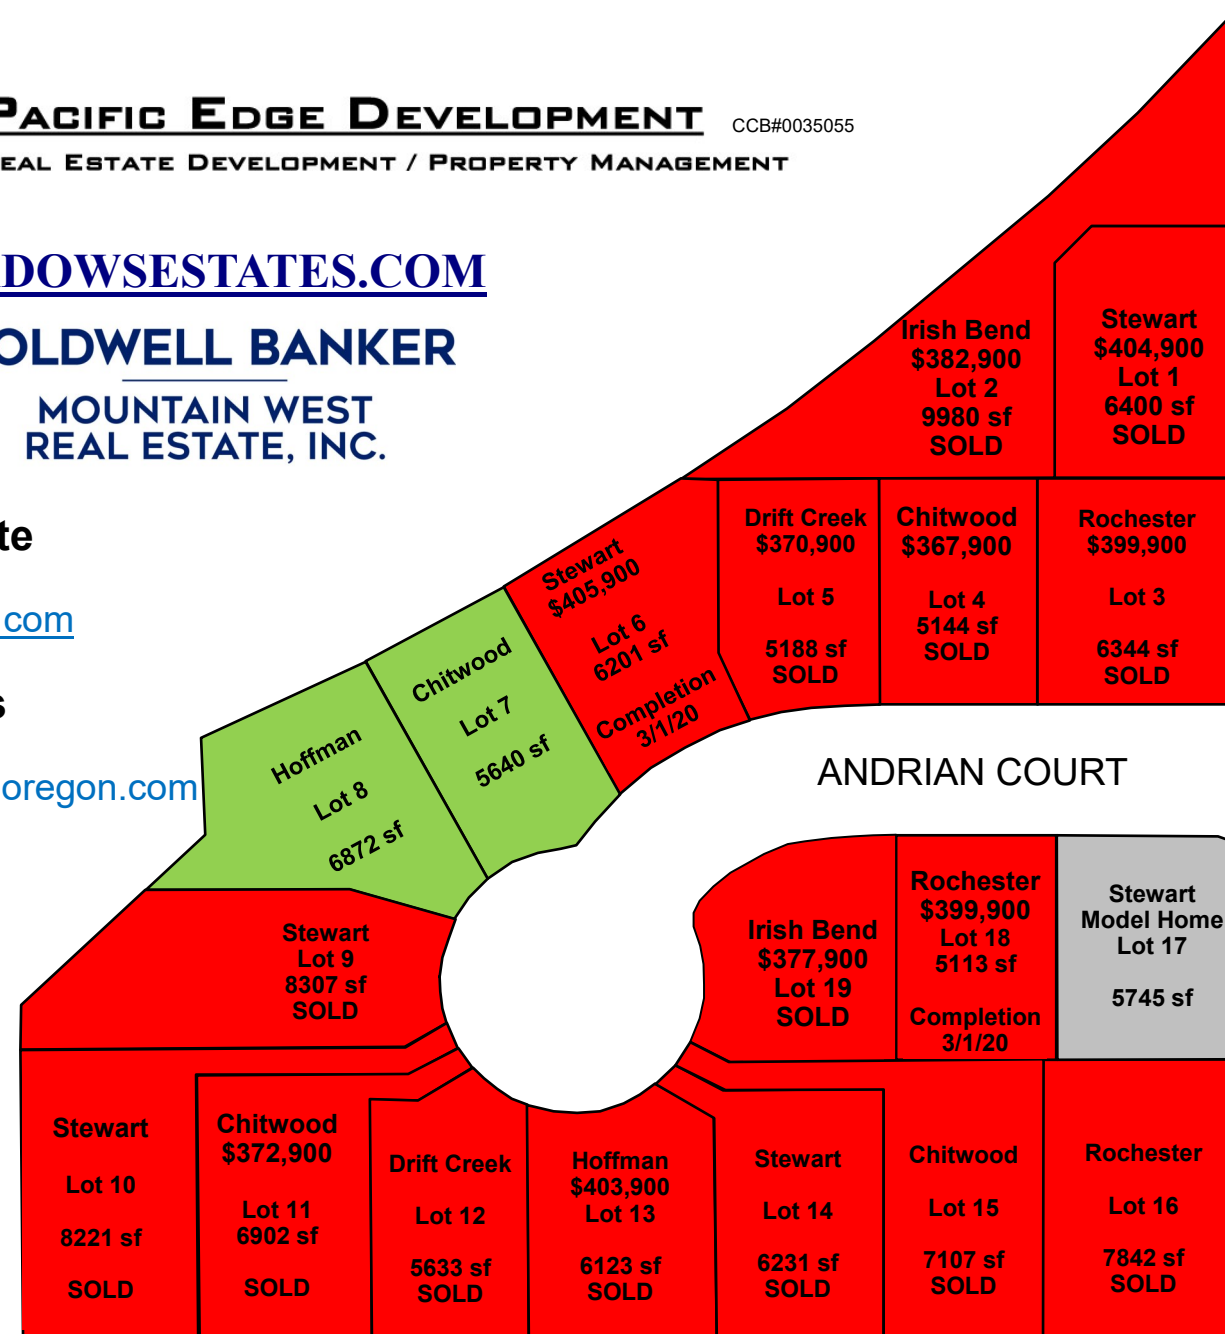 PACIFIC EDGE DEVELOPMENT CCB#0035055
EAL ESTATE DEVELOPMENT / PROPERTY MANAGEMENT
DOWSESTATES.COM
OLDWELL BANKER
MOUNTAIN WEST
REAL ESTATE, INC.
te
.com
s
oregon.com
Irish Bend
$382,900
Lot 2
9980 sf
SOLD
Stewart
$404,900
Lot 1
6400 sf
SOLD
Stewart
$405,900
Lot 6
6201 sf
Completion
3/1/20
Drift Creek
$370,900
Lot 5
5188 sf
SOLD
Chitwood
$367,900
Lot 4
5144 sf
SOLD
Rochester
$399,900
Lot 3
6344 sf
SOLD
Hoffman
Lot 8
6872 sf
Chitwood
Lot 7
5640 sf
ANDRIAN COURT
Stewart
Lot 9
8307 sf
SOLD
Irish Bend
$377,900
Lot 19
SOLD
Rochester
$399,900
Lot 18
5113 sf
Completion
3/1/20
Stewart
Model Home
Lot 17
5745 sf
Stewart
Lot 10
8221 sf
SOLD
Chitwood
$372,900
Lot 11
6902 sf
SOLD
Drift Creek
Lot 12
5633 sf
SOLD
Hoffman
$403,900
Lot 13
6123 sf
SOLD
Stewart
Lot 14
6231 sf
SOLD
Chitwood
Lot 15
7107 sf
SOLD
Rochester
Lot 16
7842 sf
SOLD